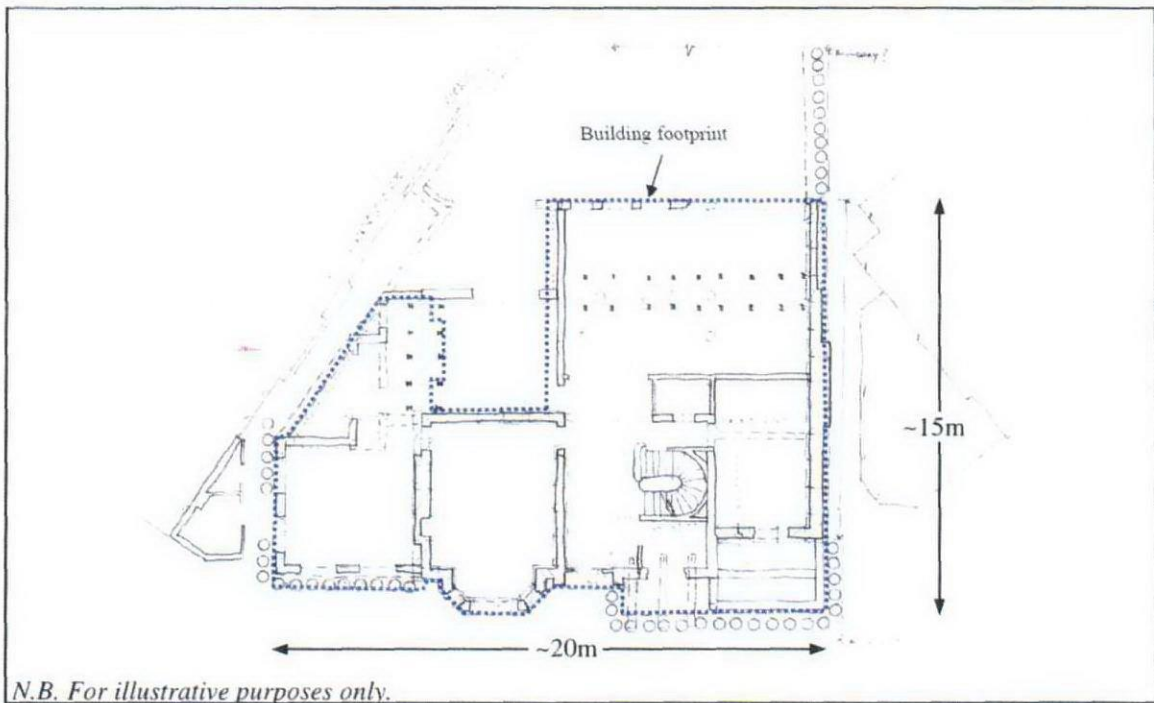 Building footprint
~15m
~20m
N.B. For illustrative purposes only.